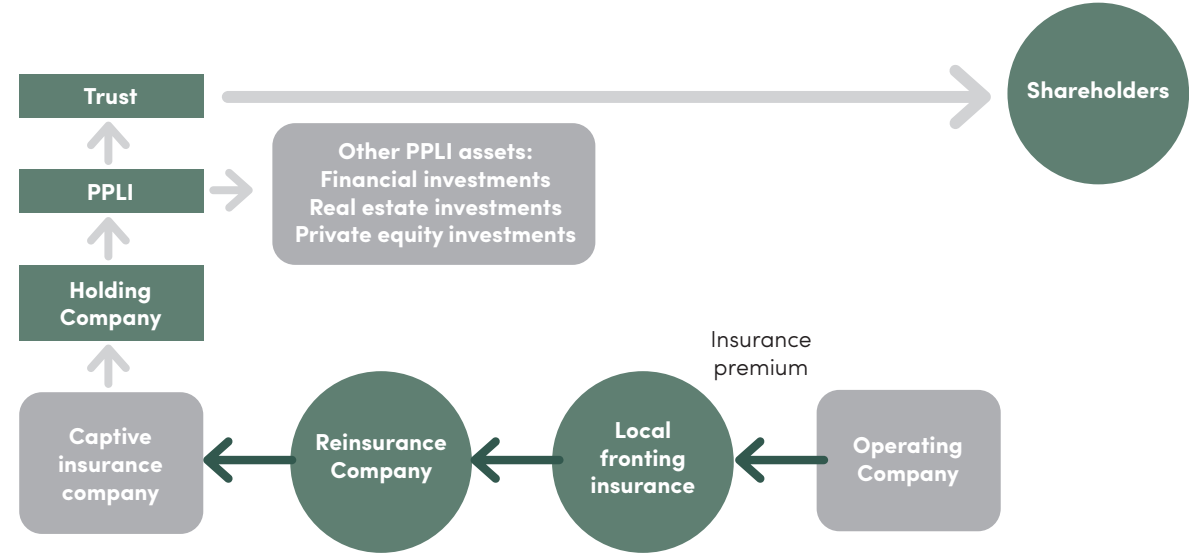 Trust
Shareholders
PPLI
Other PPLI assets:
Financial investments
Real estate investments
Private equity investments
Holding
Company
Insurance
premium
Captive
insurance
company
Reinsurance
Company
Local
fronting
insurance
Operating
Company